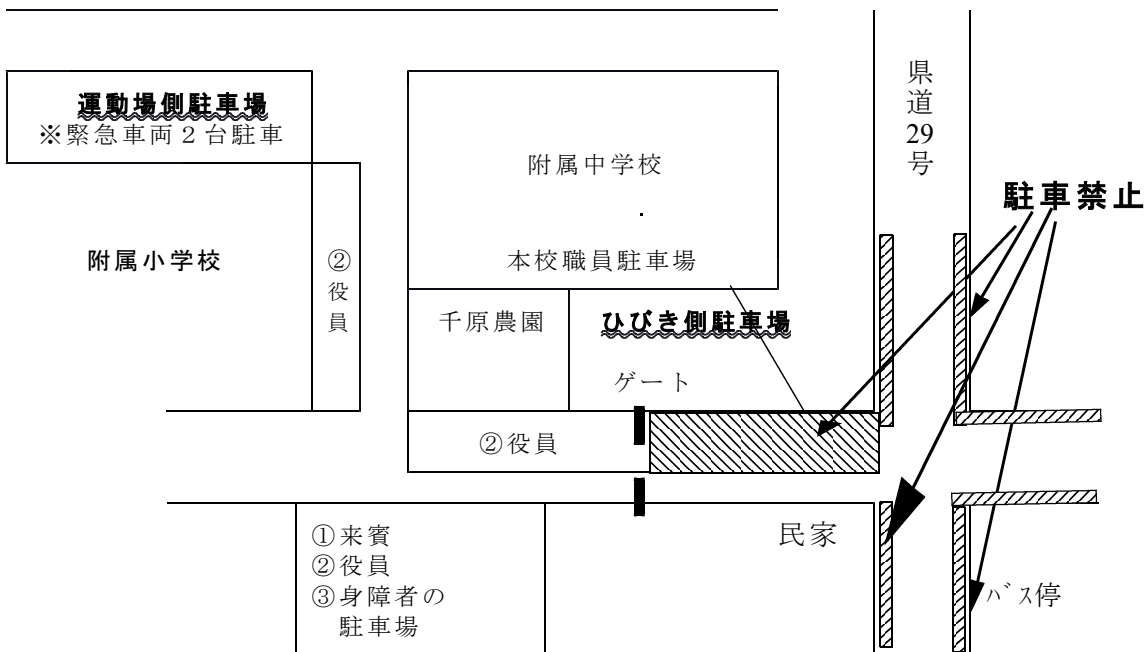 運動場側駐車場
※緊急車両２台駐車
附属小学校
②役員
附属中学校
本校職員駐車場
千原農園
ひびき側駐車場
ゲート
②役員
県道29号
駐車禁止
①来賓
②役員
③身障者の
駐車場
民家
バス停